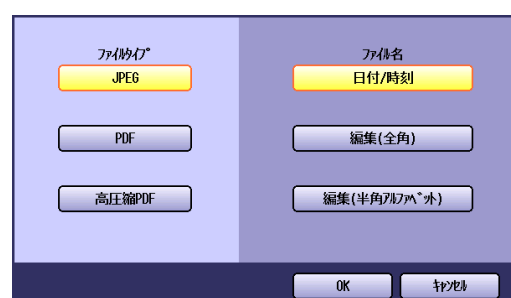 ﾌｧｲﾙﾀｲﾌﾟ
JPEG
PDF
高圧縮PDF
ﾌｧｲﾙ名
日付/時刻
編集(全角)
編集(半角ｱﾙﾌｧﾍﾞｯﾄ)
OK
ｷｬﾝｾﾙ